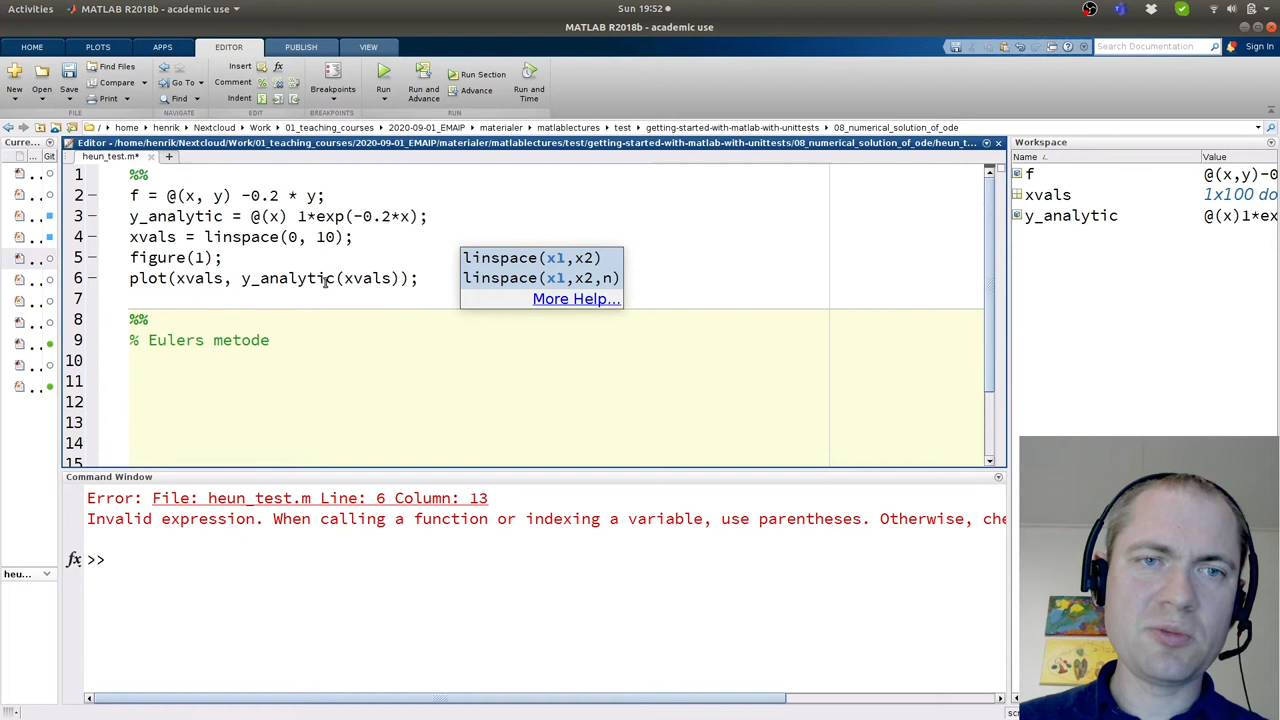 Activities
MATLAB R2018b - academic use
Sun 19:52
MATLAB R2018b - academic use
HOME PLOTS APPS EDITOR PUBLISH VIEW
Search Documentation
Sign In
New
Open
Save
Find Files
Compare
Print
Go To
Find
Insert
Comment
Indent
Breakpoints
Run
Run and
Advance
Run Section
Advance
Run and
Time
FILE NAVIGATE EDIT BREAKPOINTS RUN
/ home henrik Nextcloud Work 01_teaching_courses 2020-09-01_EMAIP materialer matlablectures test getting-started-with-matlab-with-unittests 08_numerical_solution_of_ode
Curre...
Editor - /home/henrik/Nextcloud/Work/01_teaching_courses/2020-09-01_EMAIP/materialer/matlablectures/test/getting-started-with-matlab-with-unittests/08_numerical_solution_of_ode/heun_t...
Workspace
... Git
heun_test.m*
Name
Value
1 %%
2 f = @(x, y) -0.2 * y;
3 y_analytic = @(x) 1*exp(-0.2*x);
4 xvals = linspace(0, 10);
5 figure(1);
6 plot(xvals, y_analytic(xvals));
7
8 %%
9 % Eulers metode
10
11
12
13
14
15
linspace(x1,x2)
linspace(x1,x2,n)
More Help...
f @(x,y)-0
xvals 1x100 do
y_analytic @(x)1*ex
Command Window
Error: File: heun_test.m Line: 6 Column: 13
Invalid expression. When calling a function or indexing a variable, use parentheses. Otherwise, che
fx >>
heu...